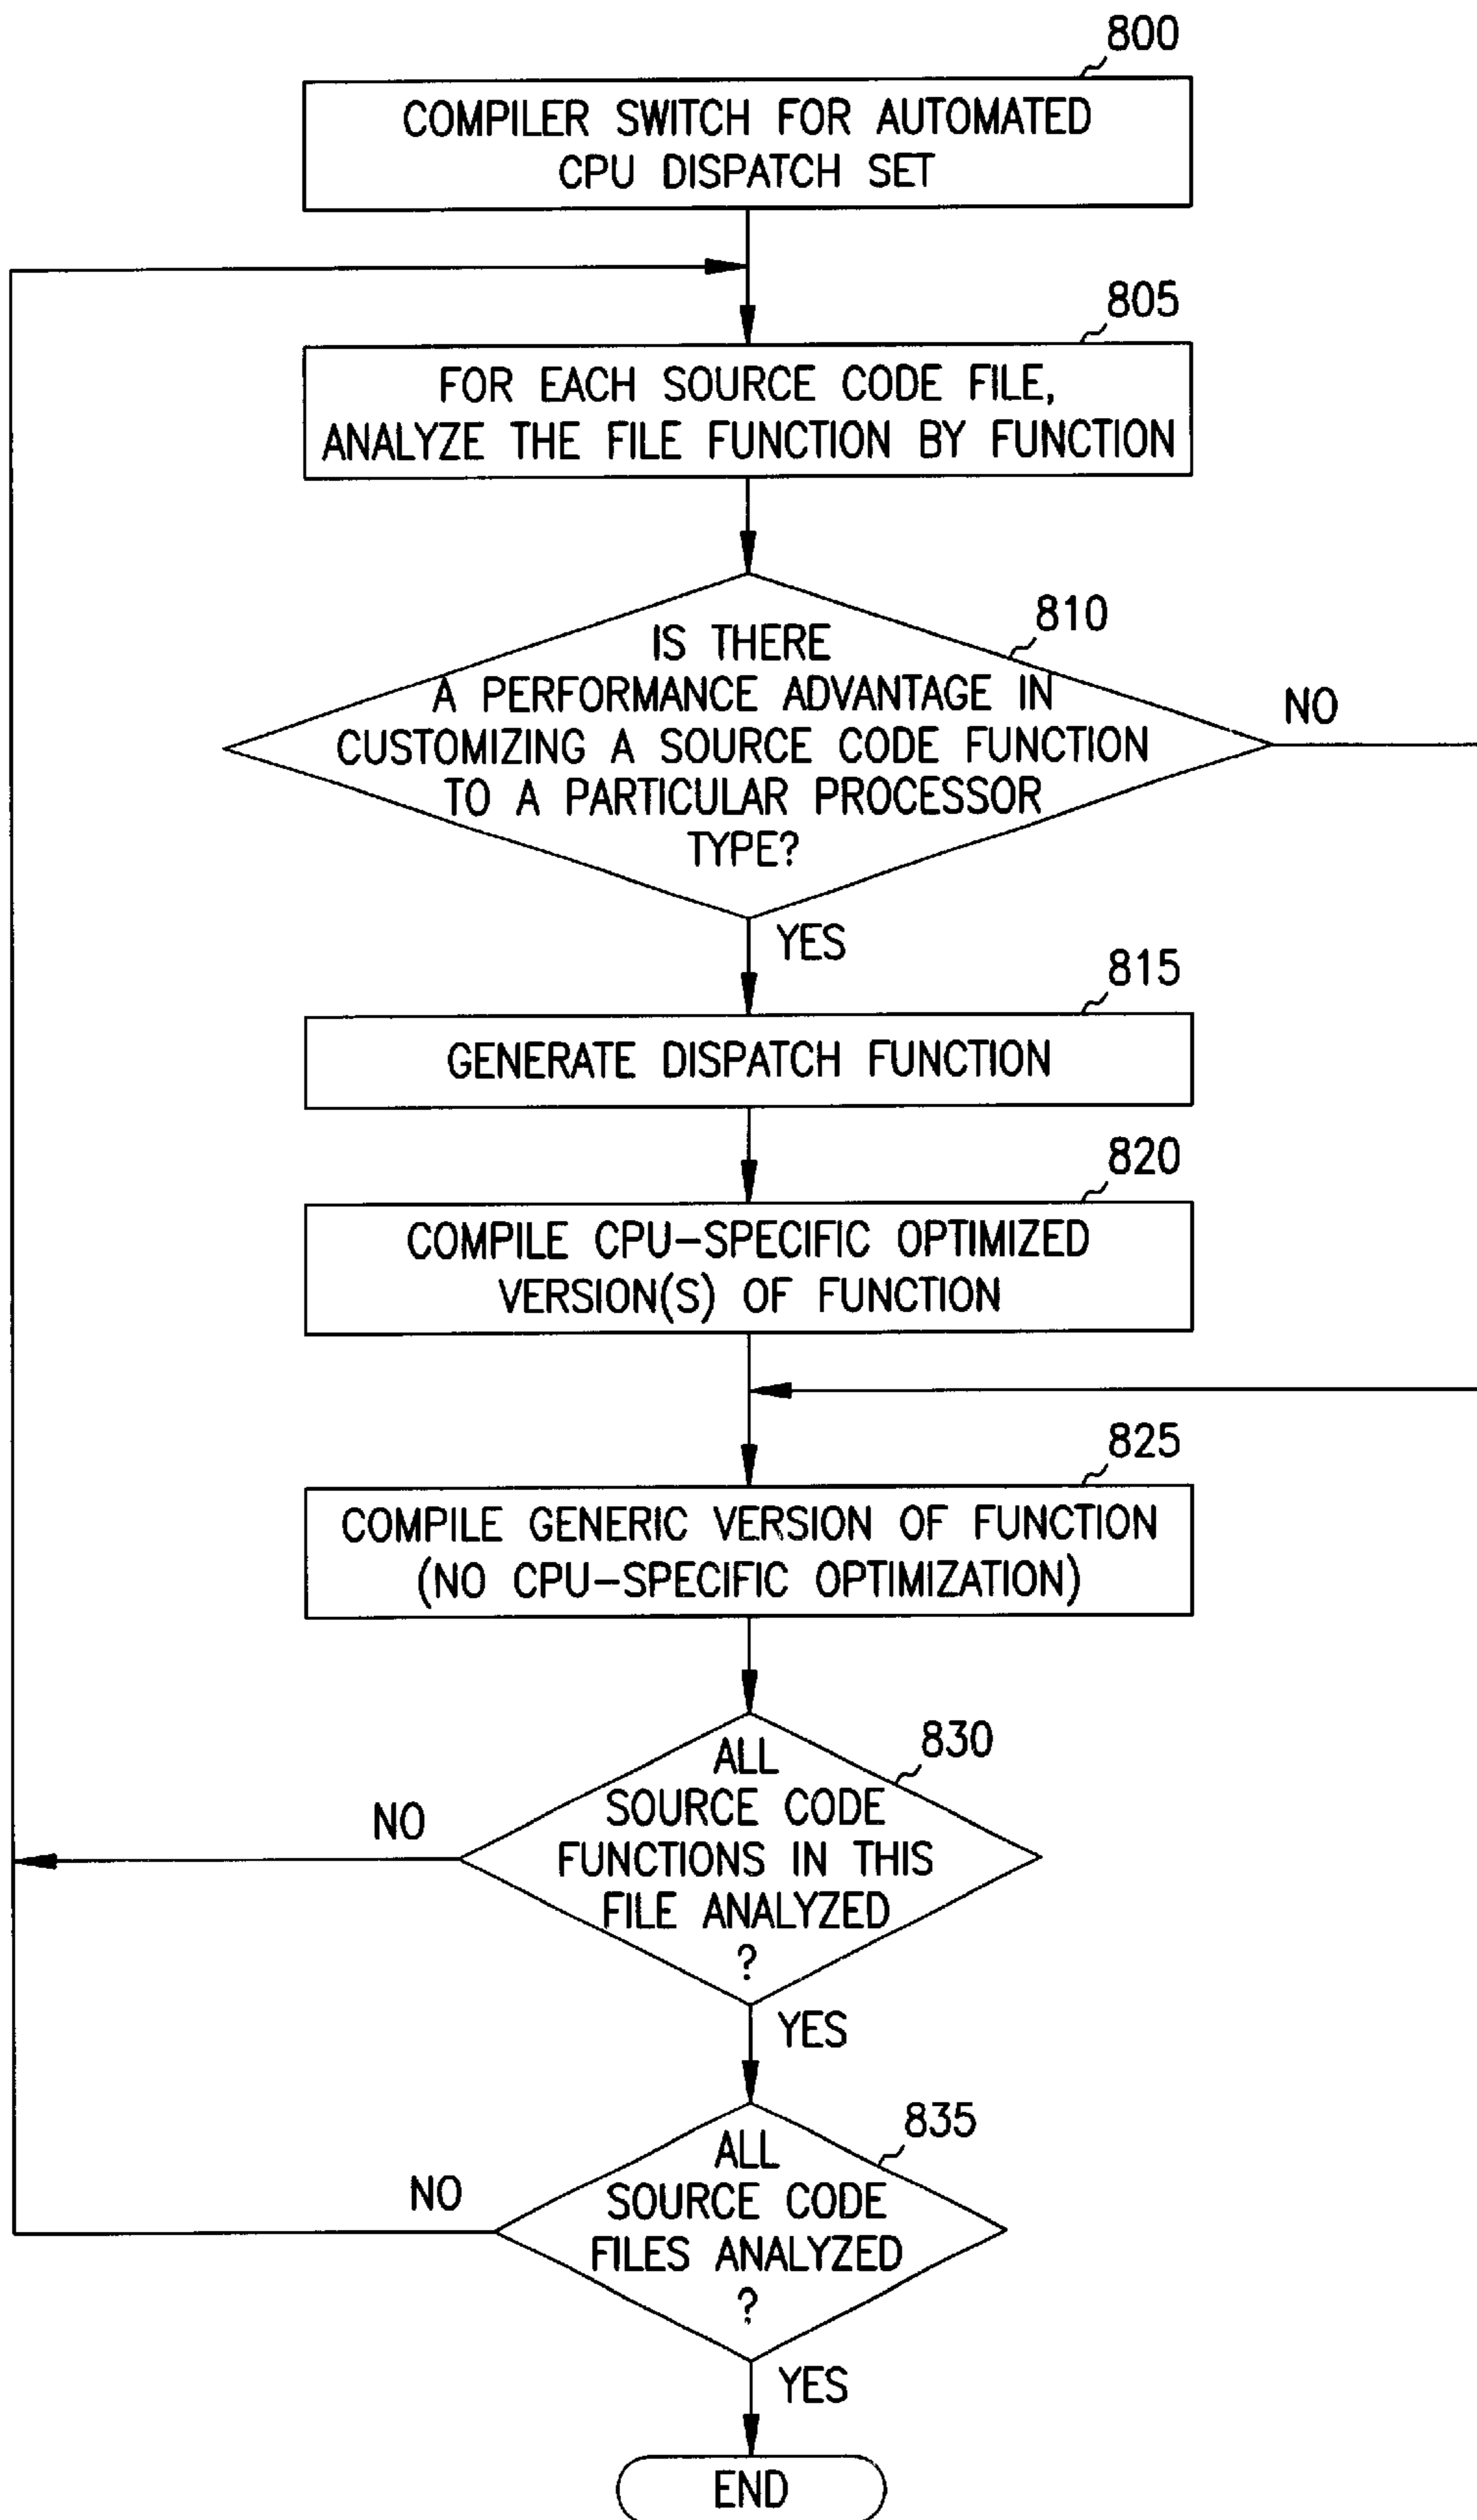 800
COMPILER SWITCH FOR AUTOMATED
CPU DISPATCH SET
805
FOR EACH SOURCE CODE FILE,
ANALYZE THE FILE FUNCTION BY FUNCTION
810
IS THERE
A PERFORMANCE ADVANTAGE IN
CUSTOMIZING A SOURCE CODE FUNCTION
TO A PARTICULAR PROCESSOR
TYPE?
NO
YES
815
GENERATE DISPATCH FUNCTION
820
COMPILE CPU-SPECIFIC OPTIMIZED
VERSION(S) OF FUNCTION
825
COMPILE GENERIC VERSION OF FUNCTION
(NO CPU-SPECIFIC OPTIMIZATION)
830
ALL
SOURCE CODE
FUNCTIONS IN THIS
FILE ANALYZED
?
NO
YES
835
ALL
SOURCE CODE
FILES ANALYZED
?
NO
YES
END